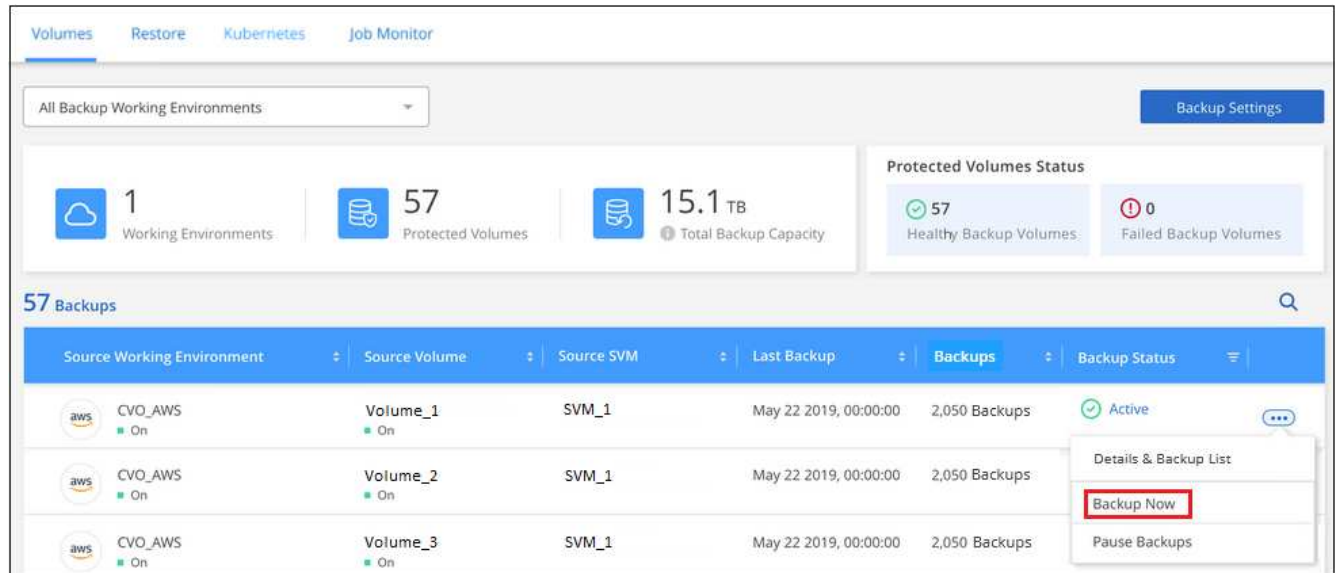 Volumes Restore Kubernetes Job Monitor
All Backup Working Environments
Backup Settings
1
Working Environments
57
Protected Volumes
15.1 TB
Total Backup Capacity
Protected Volumes Status
57
Healthy Backup Volumes
0
Failed Backup Volumes
57 Backups
Source Working Environment Source Volume Source SVM Last Backup Backups Backup Status
aws CVO_AWS Volume_1 SVM_1 May 22 2019, 00:00:00 2,050 Backups Active
On On
Details & Backup List
aws CVO_AWS Volume_2 SVM_1 May 22 2019, 00:00:00 2,050 Backups
On On
Backup Now
Pause Backups
aws CVO_AWS Volume_3 SVM_1 May 22 2019, 00:00:00 2,050 Backups
On On